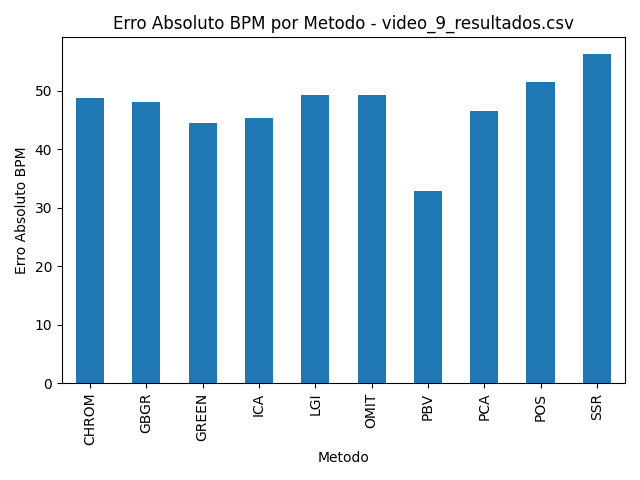 Erro Absoluto BPM por Metodo - video_9_resultados.csv
Erro Absoluto BPM
50
40
30
20
10
0
CHROM
GBGR
GREEN
ICA
LGI
OMIT
PBV
PCA
POS
SSR
Metodo